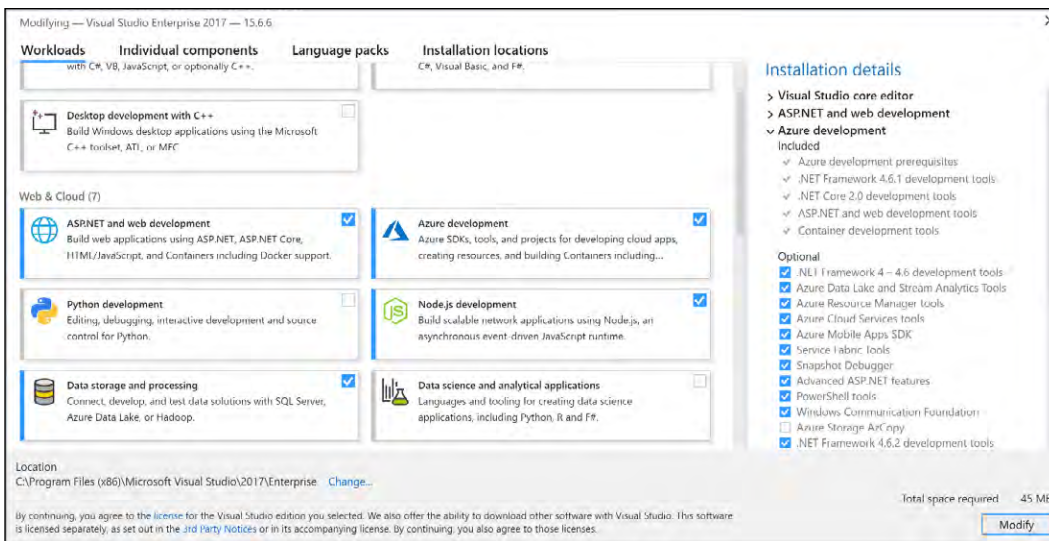 Modifying — Visual Studio Enterprise 2017 — 15.6.6
Workloads Individual components Language packs Installation locations
with C#, VB, JavaScript, or optionally C++.
C#, Visual Basic, and F#.
Desktop development with C++
Build Windows desktop applications using the Microsoft
C++ toolset, ATL, or MFC
Web & Cloud (7)
ASP.NET and web development
Build web applications using ASP.NET, ASP.NET Core,
HTML/JavaScript, and Containers including Docker support.
Azure development
Azure SDKs, tools, and projects for developing cloud apps,
creating resources, and building Containers including...
Python development
Editing, debugging, interactive development and source
control for Python.
Node.js development
Build scalable network applications using Node.js, an
asynchronous event-driven JavaScript runtime.
Data storage and processing
Connect, develop, and test data solutions with SQL Server,
Azure Data Lake, or Hadoop.
Data science and analytical applications
Languages and tooling for creating data science
applications, including Python, R and F#.
Installation details
Visual Studio core editor
ASP.NET and web development
Azure development
Included
Azure development prerequisites
.NET Framework 4.6.1 development tools
.NET Core 2.0 development tools
ASP.NET and web development tools
Container development tools
Optional
.NET Framework 4 – 4.6 development tools
Azure Data Lake and Stream Analytics Tools
Azure Resource Manager tools
Azure Cloud Services tools
Azure Mobile Apps SDK
Service Fabric Tools
Snapshot Debugger
Advanced ASP.NET features
PowerShell tools
Windows Communication Foundation
Azure Storage AzCopy
.NET Framework 4.6.2 development tools
Location
C:\Program Files (x86)\Microsoft Visual Studio\2017\Enterprise Change...
Total space required 45 MB
By continuing, you agree to the license for the Visual Studio edition you selected. We also offer the ability to download other software with Visual Studio. This software
is licensed separately, as set out in the 3rd Party Notices or in its accompanying license. By continuing, you also agree to those licenses.
Modify